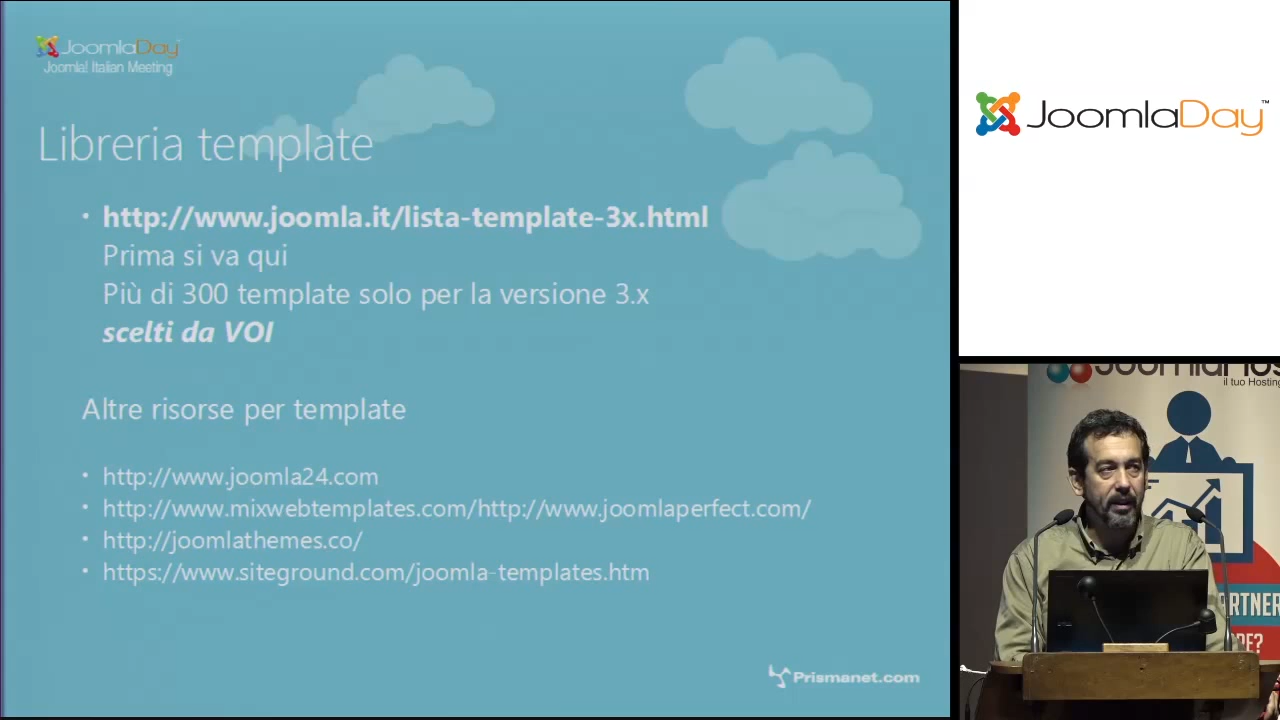 JoomlaDay
Joomla! Italian Meeting
Libreria template
• http://www.joomla.it/lista-template-3x.html
Prima si va qui
Più di 300 template solo per la versione 3.x
scelti da VOI
Altre risorse per template
• http://www.joomla24.com
• http://www.mixwebtemplates.com/http://www.joomlaperfect.com/
• http://joomlathemes.co/
• https://www.siteground.com/joomla-templates.htm
Prismanet.com
JoomlaDay™
JoomlaHos
il tuo Hosting
ARTNER